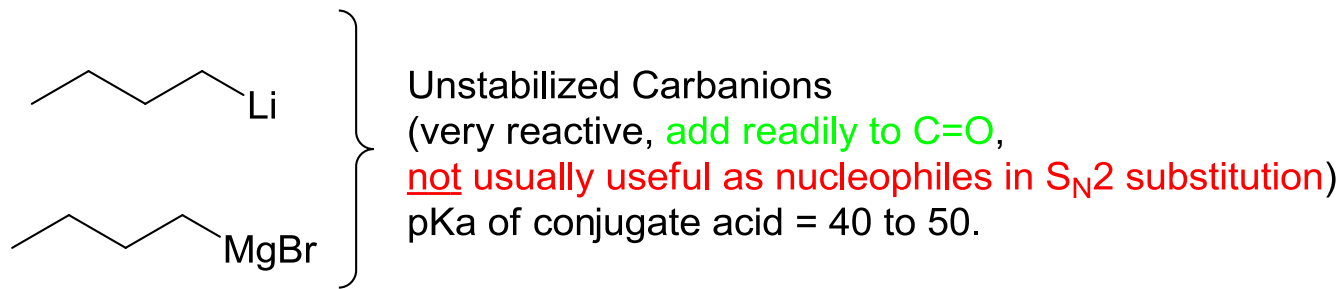 Li
MgBr
Unstabilized Carbanions
(very reactive, add readily to C=O,
not usually useful as nucleophiles in SN2 substitution)
pKa of conjugate acid = 40 to 50.